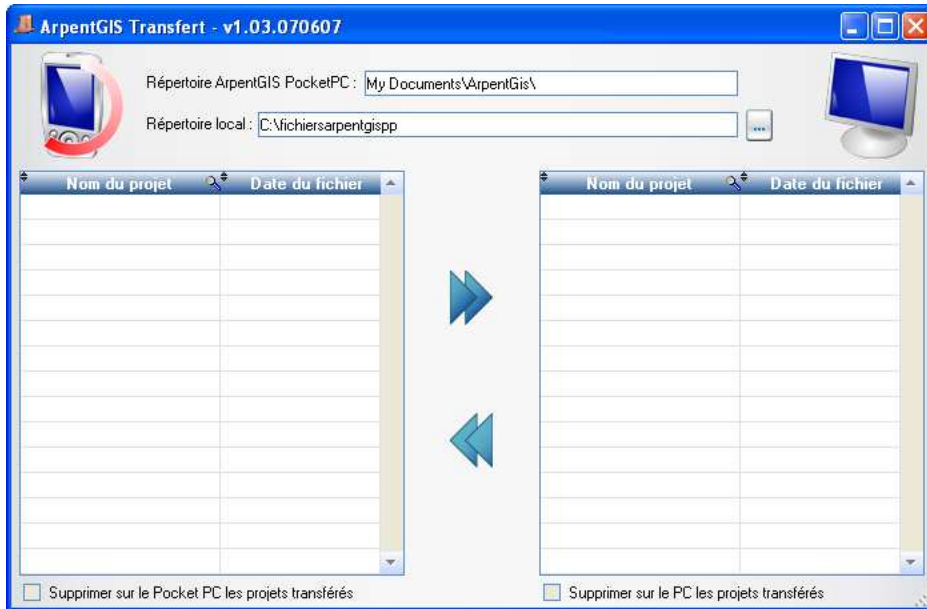 ArpentGIS Transfert - v1.03.070607
Répertoire ArpentGIS PocketPC : My Documents\ArpentGis\
Répertoire local : C:\fichiersarpentgispp ...
Nom du projet Date du fichier Nom du projet Date du fichier
Supprimer sur le Pocket PC les projets transférés Supprimer sur le PC les projets transférés